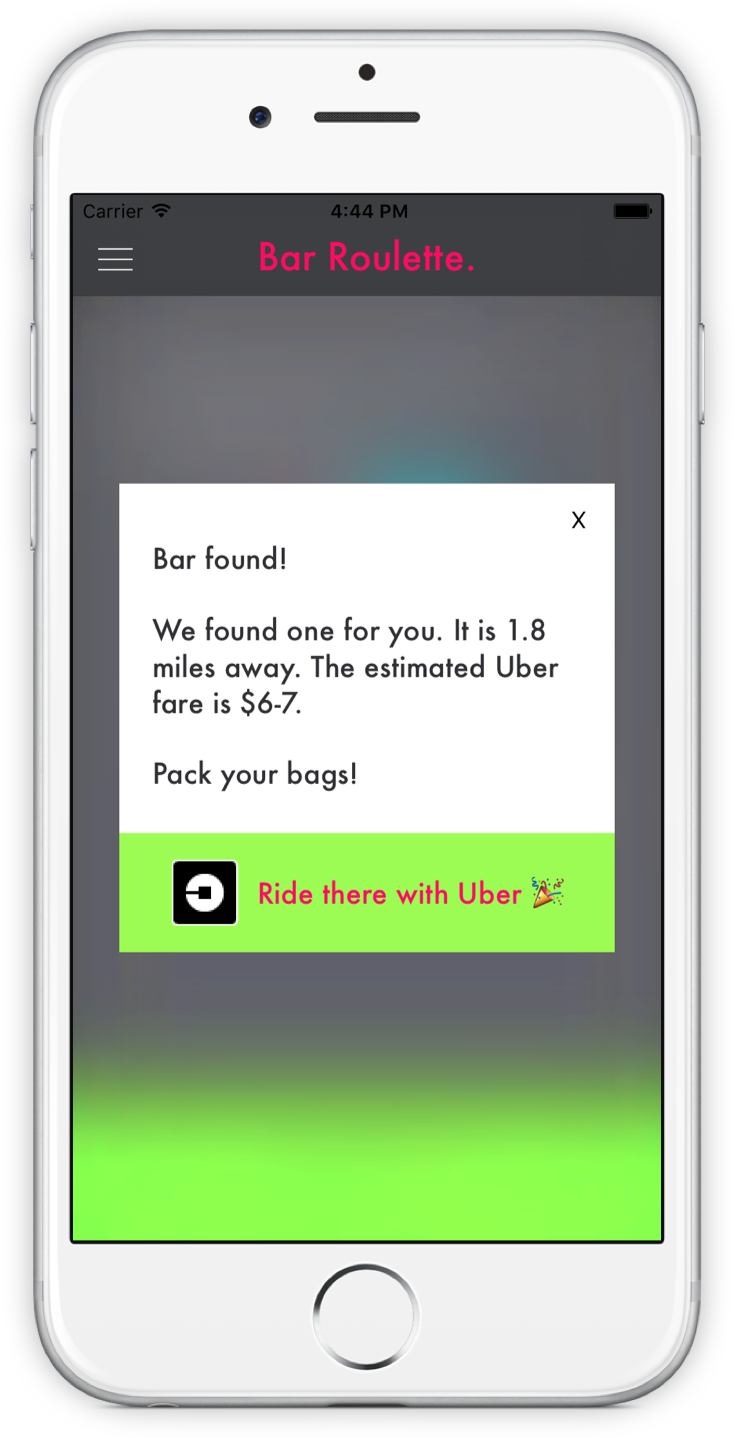 Carrier 4:44 PM
Bar Roulette.
X
Bar found!
We found one for you. It is 1.8
miles away. The estimated Uber
fare is $6-7.
Pack your bags!
Ride there with Uber 🎉